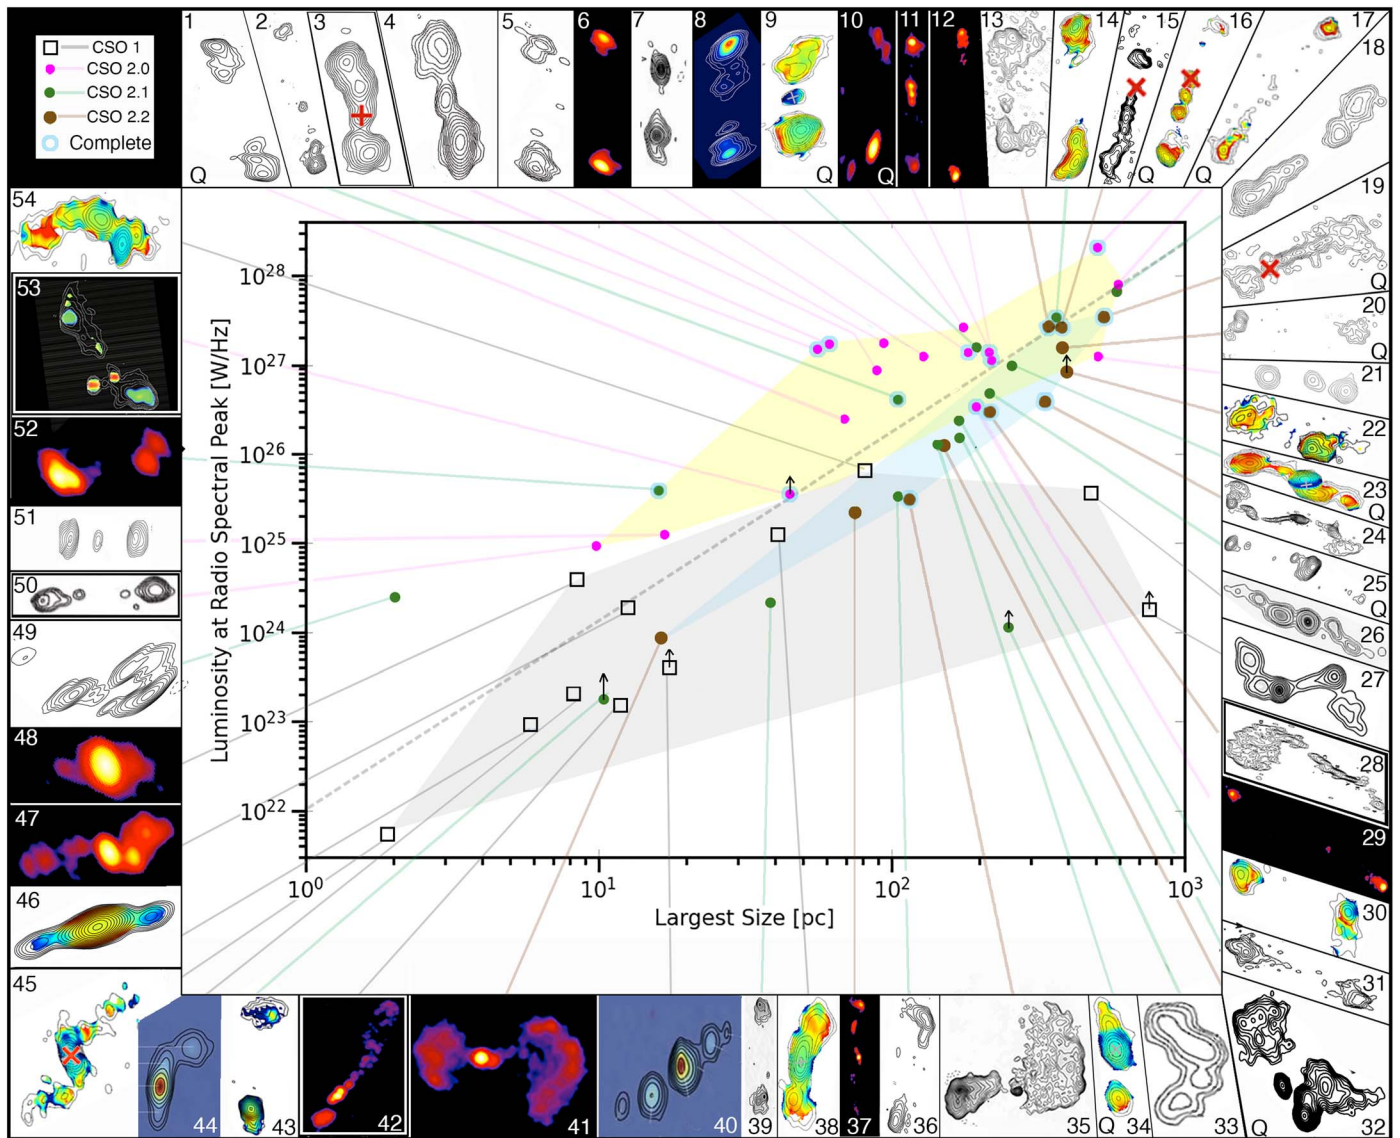 CSO 1
CSO 2.0
CSO 2.1
CSO 2.2
Complete
1 2 3 4 5 6 7 8 9 10 11 12 13 14 15 16 17
Q Q Q Q Q
18
19
Q
20
Q
21
22
23
Q
24
25
Q
26
27
28
29
30
31
32
Q
54
53
52
51
50
49
48
47
46
45
44 43 42 41 40 39 38 37 36 35 Q 34 33
Luminosity at Radio Spectral Peak [W/Hz]
10^28
10^27
10^26
10^25
10^24
10^23
10^22
10^0 10^1 10^2 10^3
Largest Size [pc]